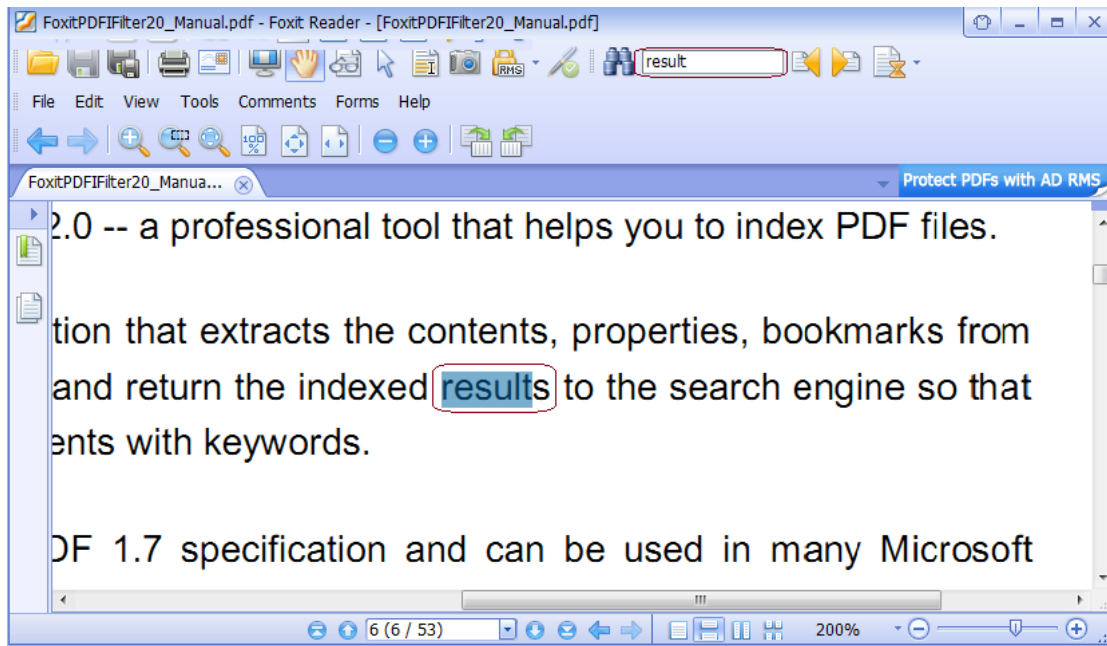 FoxitPDFIFilter20_Manual.pdf - Foxit Reader - [FoxitPDFIFilter20_Manual.pdf]
RMS
result
File Edit View Tools Comments Forms Help
100%
FoxitPDFIFilter20_Manua...
Protect PDFs with AD RMS
2.0 -- a professional tool that helps you to index PDF files.
tion that extracts the contents, properties, bookmarks from
and return the indexed results to the search engine so that
ents with keywords.
DF 1.7 specification and can be used in many Microsoft
6 (6 / 53)
200%